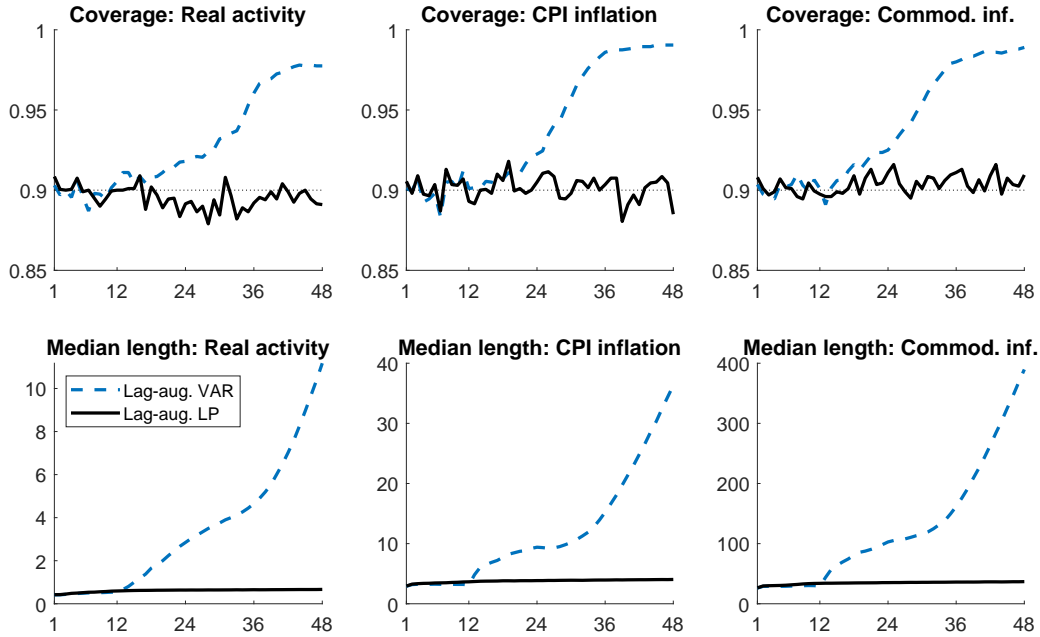 Coverage: Real activity
1
0.95
0.9
0.85
1 12 24 36 48
Coverage: CPI inflation
1
0.95
0.9
0.85
1 12 24 36 48
Coverage: Commod. inf.
1
0.95
0.9
0.85
1 12 24 36 48
Median length: Real activity
10
8
6
4
2
0
1 12 24 36 48
Lag-aug. VAR
Lag-aug. LP
Median length: CPI inflation
40
30
20
10
0
1 12 24 36 48
Median length: Commod. inf.
400
300
200
100
0
1 12 24 36 48